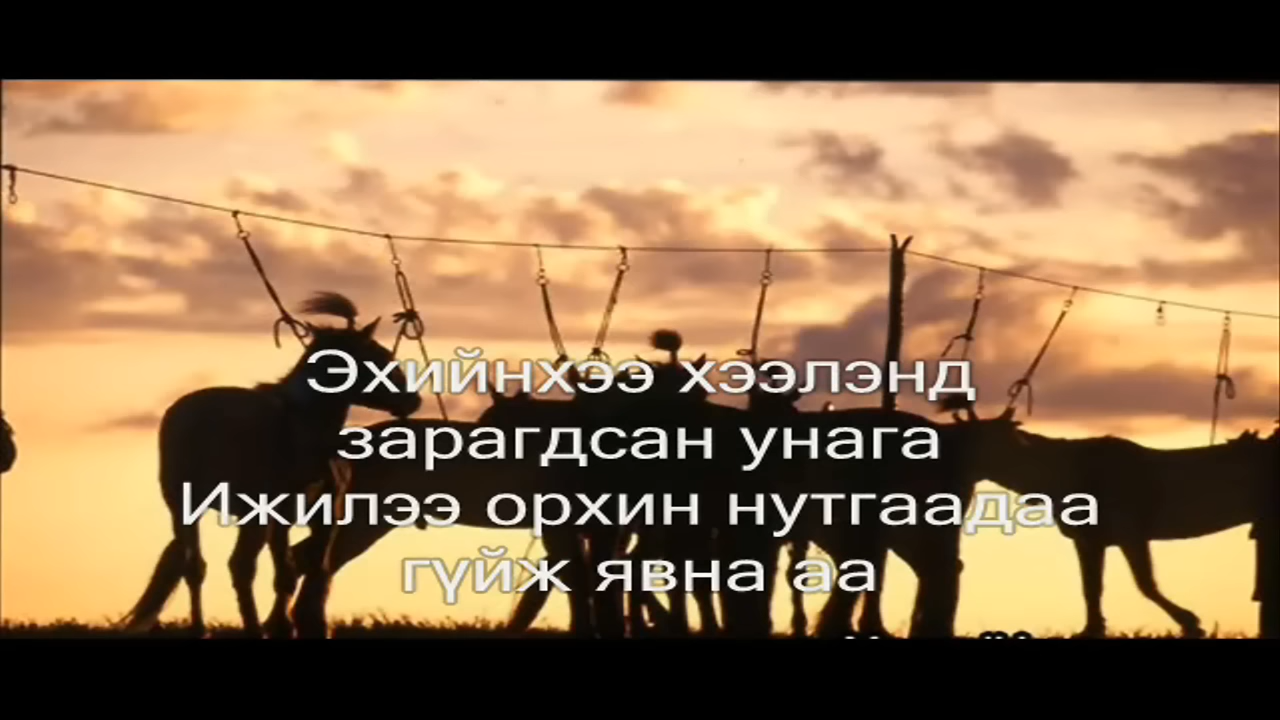 Эхийнхээ хээлэнд
зарагдсан унага
Ижилээ орхин нутгаадаа
гүйж явна аа